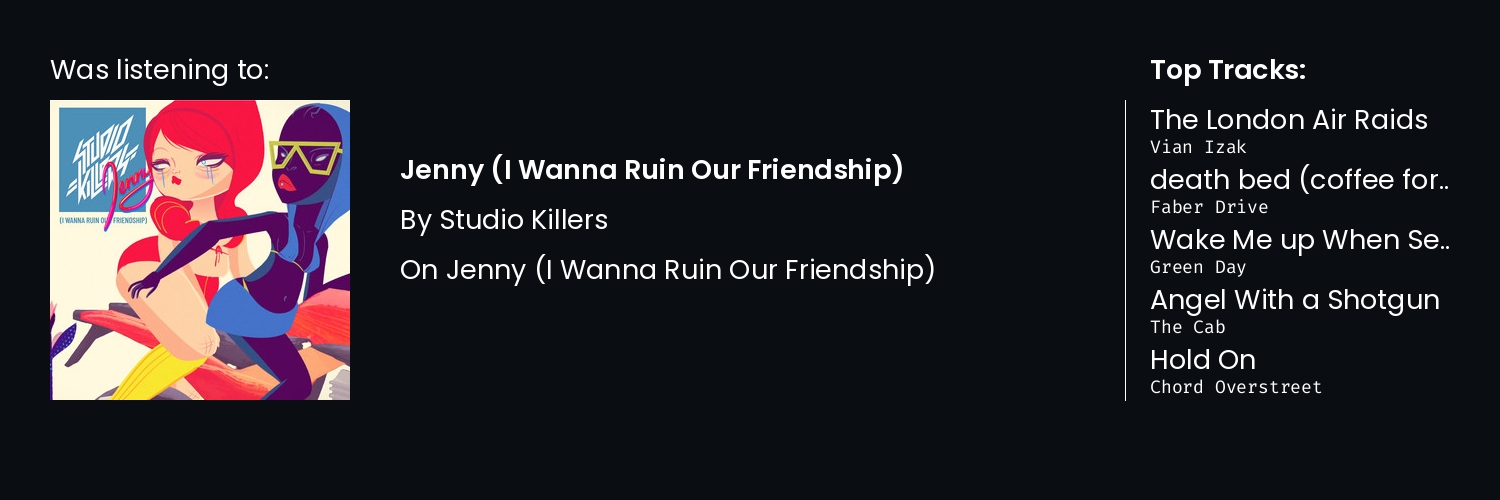 Was listening to:
STUDIO
KILLERS
Jenny
(I WANNA RUIN OUR FRIENDSHIP)
Jenny (I Wanna Ruin Our Friendship)
By Studio Killers
On Jenny (I Wanna Ruin Our Friendship)
Top Tracks:
The London Air Raids
Vian Izak
death bed (coffee for..
Faber Drive
Wake Me up When Se..
Green Day
Angel With a Shotgun
The Cab
Hold On
Chord Overstreet